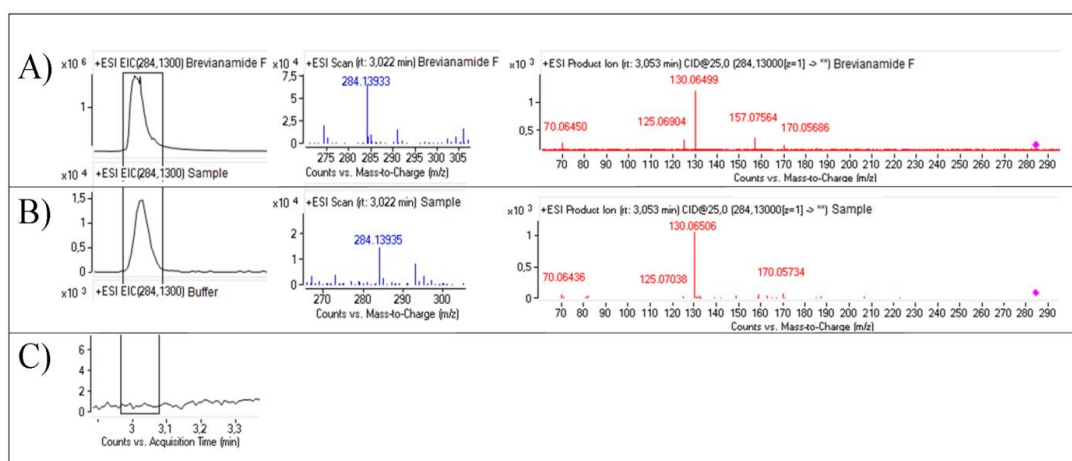 A)
x10 6 +ESI EIC(284,1300) Brevianamide F
1
x10 4 +ESI Scan (rt: 3,022 min) Brevianamide F
7,5
5
2,5
0
284.13933
275 280 285 290 295 300 305
Counts vs. Mass-to-Charge (m/z)
x10 3 +ESI Product Ion (rt: 3,053 min) CID@25,0 (284,13000[z=1] -> **) Brevianamide F
1
0,5
70.06450
125.06904
130.06499
157.07564
170.05686
70 80 90 100 110 120 130 140 150 160 170 180 190 200 210 220 230 240 250 260 270 280 290
Counts vs. Mass-to-Charge (m/z)
B)
x10 4 +ESI EIC(284,1300) Sample
1,5
1
0,5
0
x10 4 +ESI Scan (rt: 3,022 min) Sample
2
1
0
284.13935
270 280 290 300
Counts vs. Mass-to-Charge (m/z)
x10 3 +ESI Product Ion (rt: 3,053 min) CID@25,0 (284,13000[z=1] -> **) Sample
1
0,5
0
70.06436
125.07038
130.06506
170.05734
70 80 90 100 110 120 130 140 150 160 170 180 190 200 210 220 230 240 250 260 270 280 290
Counts vs. Mass-to-Charge (m/z)
C)
x10 3 +ESI EIC(284,1300) Buffer
6
4
2
0
3 3,1 3,2 3,3
Counts vs. Acquisition Time (min)